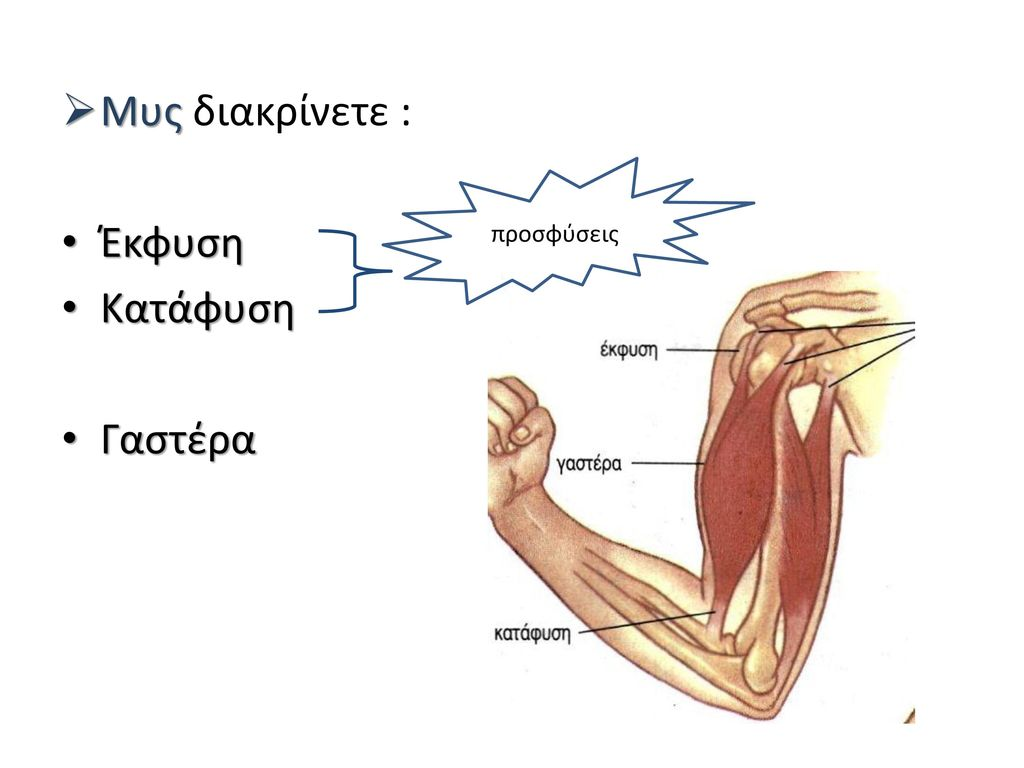 Μυς διακρίνετε :
Έκφυση
Κατάφυση
προσφύσεις
Γαστέρα
έκφυση
γαστέρα
κατάφυση